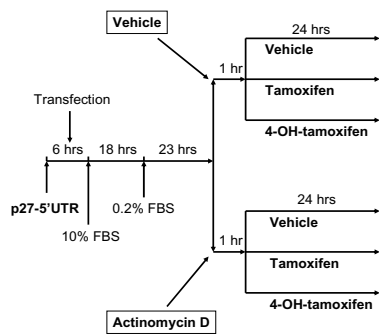 Vehicle
24 hrs
Vehicle
1 hr
Tamoxifen
4-OH-tamoxifen
Transfection
6 hrs 18 hrs 23 hrs
p27-5'UTR
0.2% FBS
10% FBS
24 hrs
Vehicle
1 hr
Tamoxifen
4-OH-tamoxifen
Actinomycin D